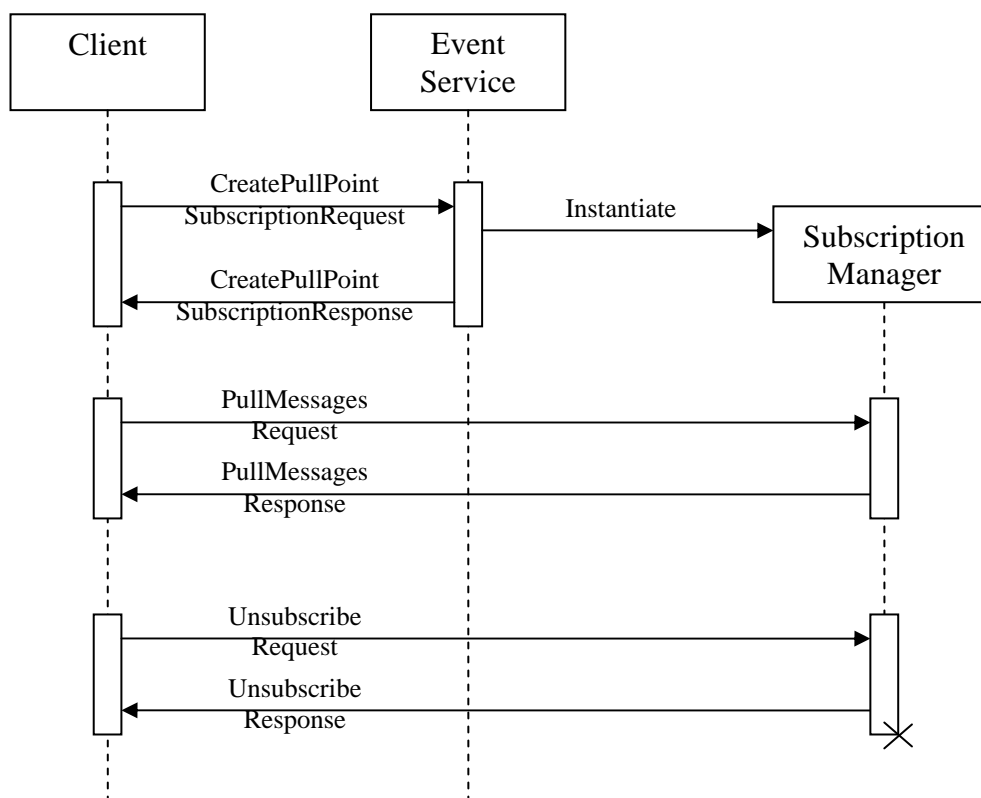 Client
Event
Service
CreatePullPoint
SubscriptionRequest
Instantiate
Subscription
Manager
CreatePullPoint
SubscriptionResponse
PullMessages
Request
PullMessages
Response
Unsubscribe
Request
Unsubscribe
Response